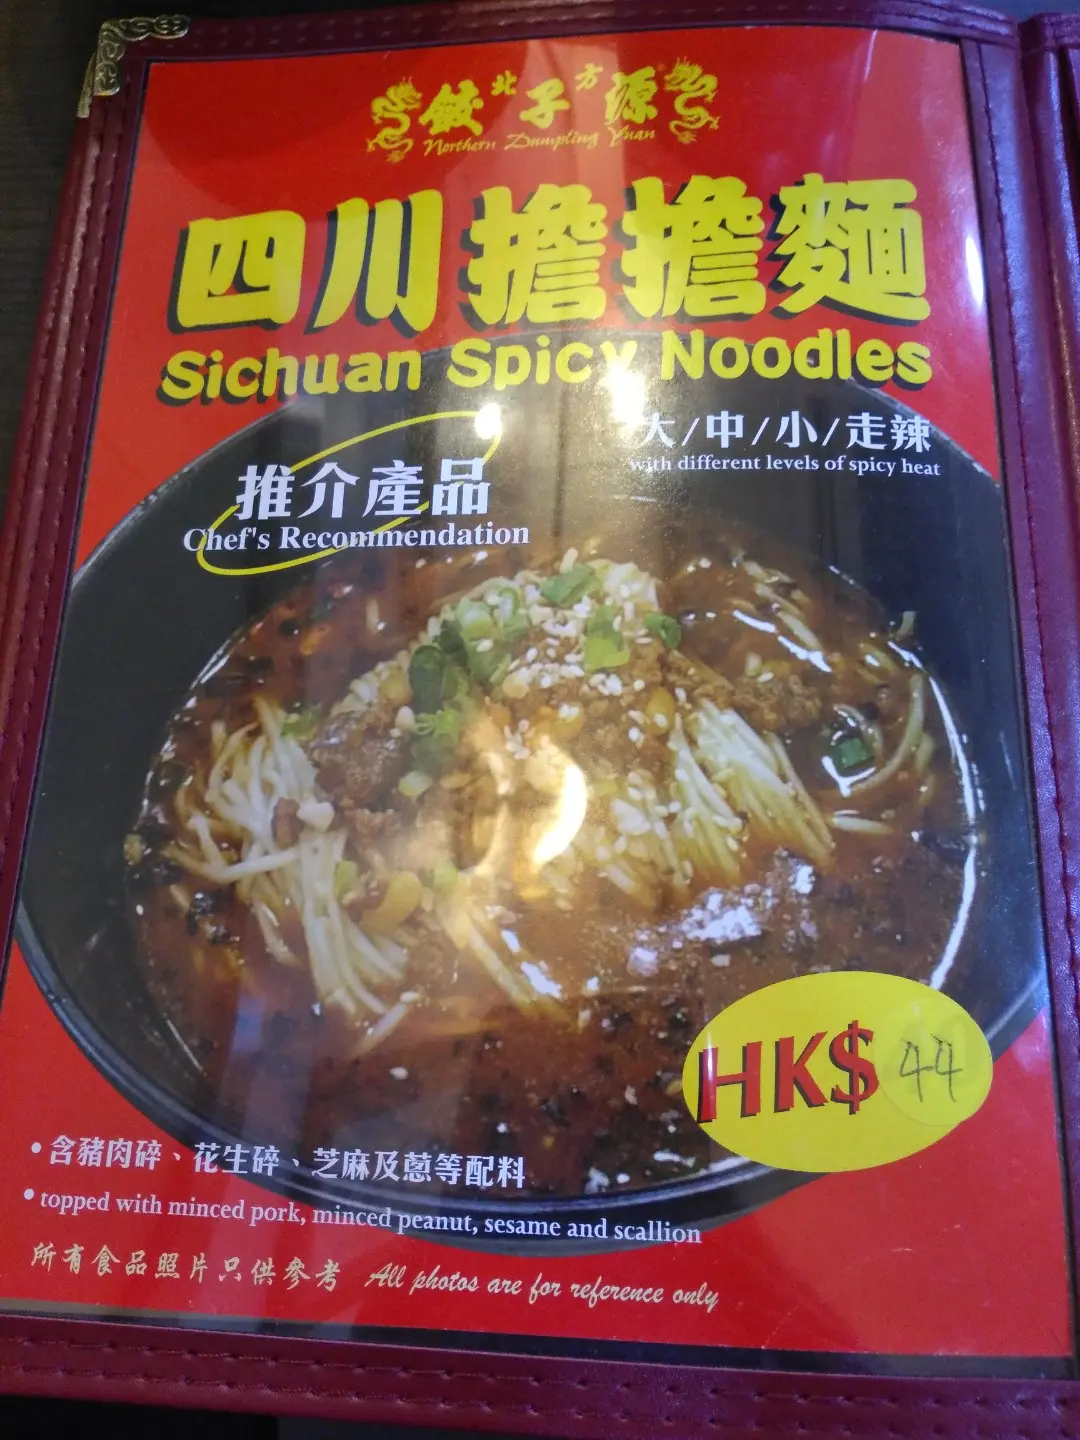 北方
餃子源
Northern Dumpling Yuan
四川擔擔麵
Sichuan Spicy Noodles
大/中/小/走辣
with different levels of spicy heat
推介產品
Chef's Recommendation
HK$ 44
• 含豬肉碎、花生碎、芝麻及蔥等配料
• topped with minced pork, minced peanut, sesame and scallion
所有食品照片只供參考 All photos are for reference only